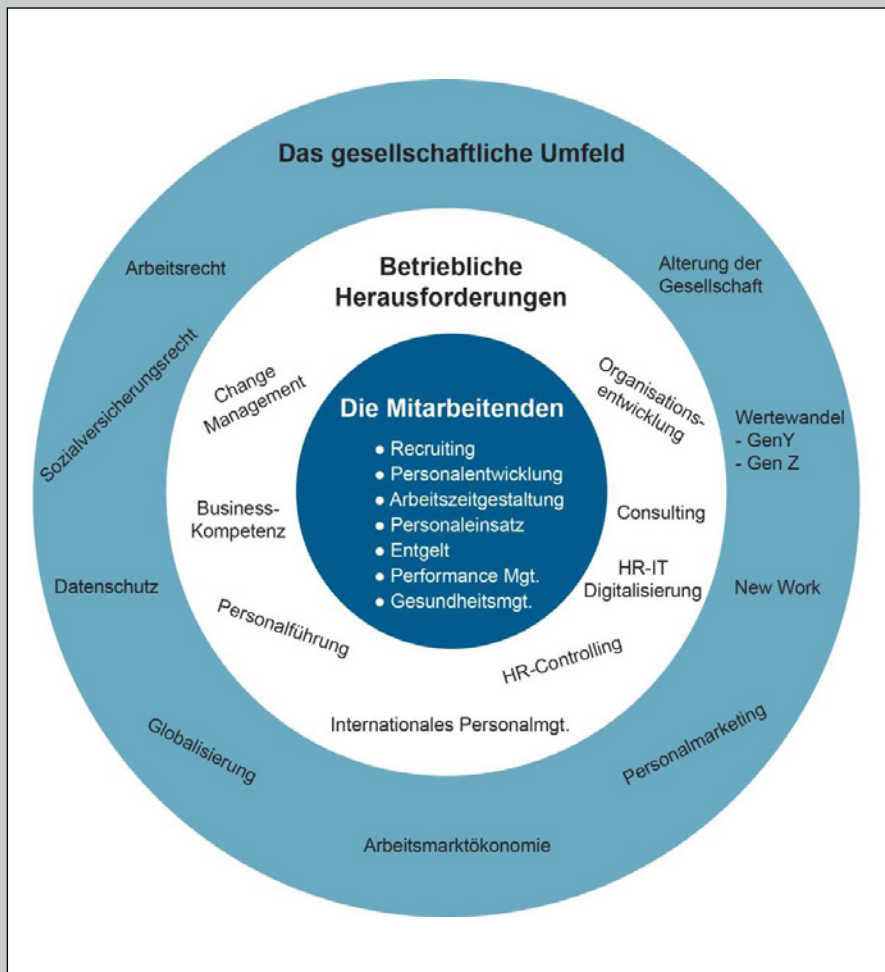 Das gesellschaftliche Umfeld
Arbeitsrecht
Alterung der
Gesellschaft
Sozialversicherungsrecht
Wertewandel
- GenY
- Gen Z
Datenschutz
New Work
Globalisierung
Personalmarketing
Arbeitsmarktökonomie
Betriebliche
Herausforderungen
Change
Management
Organisations-
entwicklung
Business-
Kompetenz
Consulting
HR-IT
Digitalisierung
Personalführung
HR-Controlling
Internationales Personalmgt.
Die Mitarbeitenden
● Recruiting
● Personalentwicklung
● Arbeitszeitgestaltung
● Personaleinsatz
● Entgelt
● Performance Mgt.
● Gesundheitsmgt.